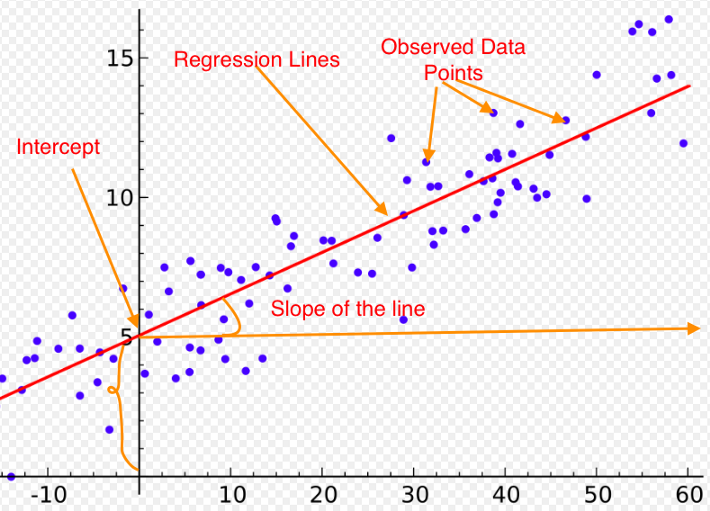 Observed Data
Points
Regression Lines
15
Intercept
10
Slope of the line
5
-10
10
20
30
40
50
60